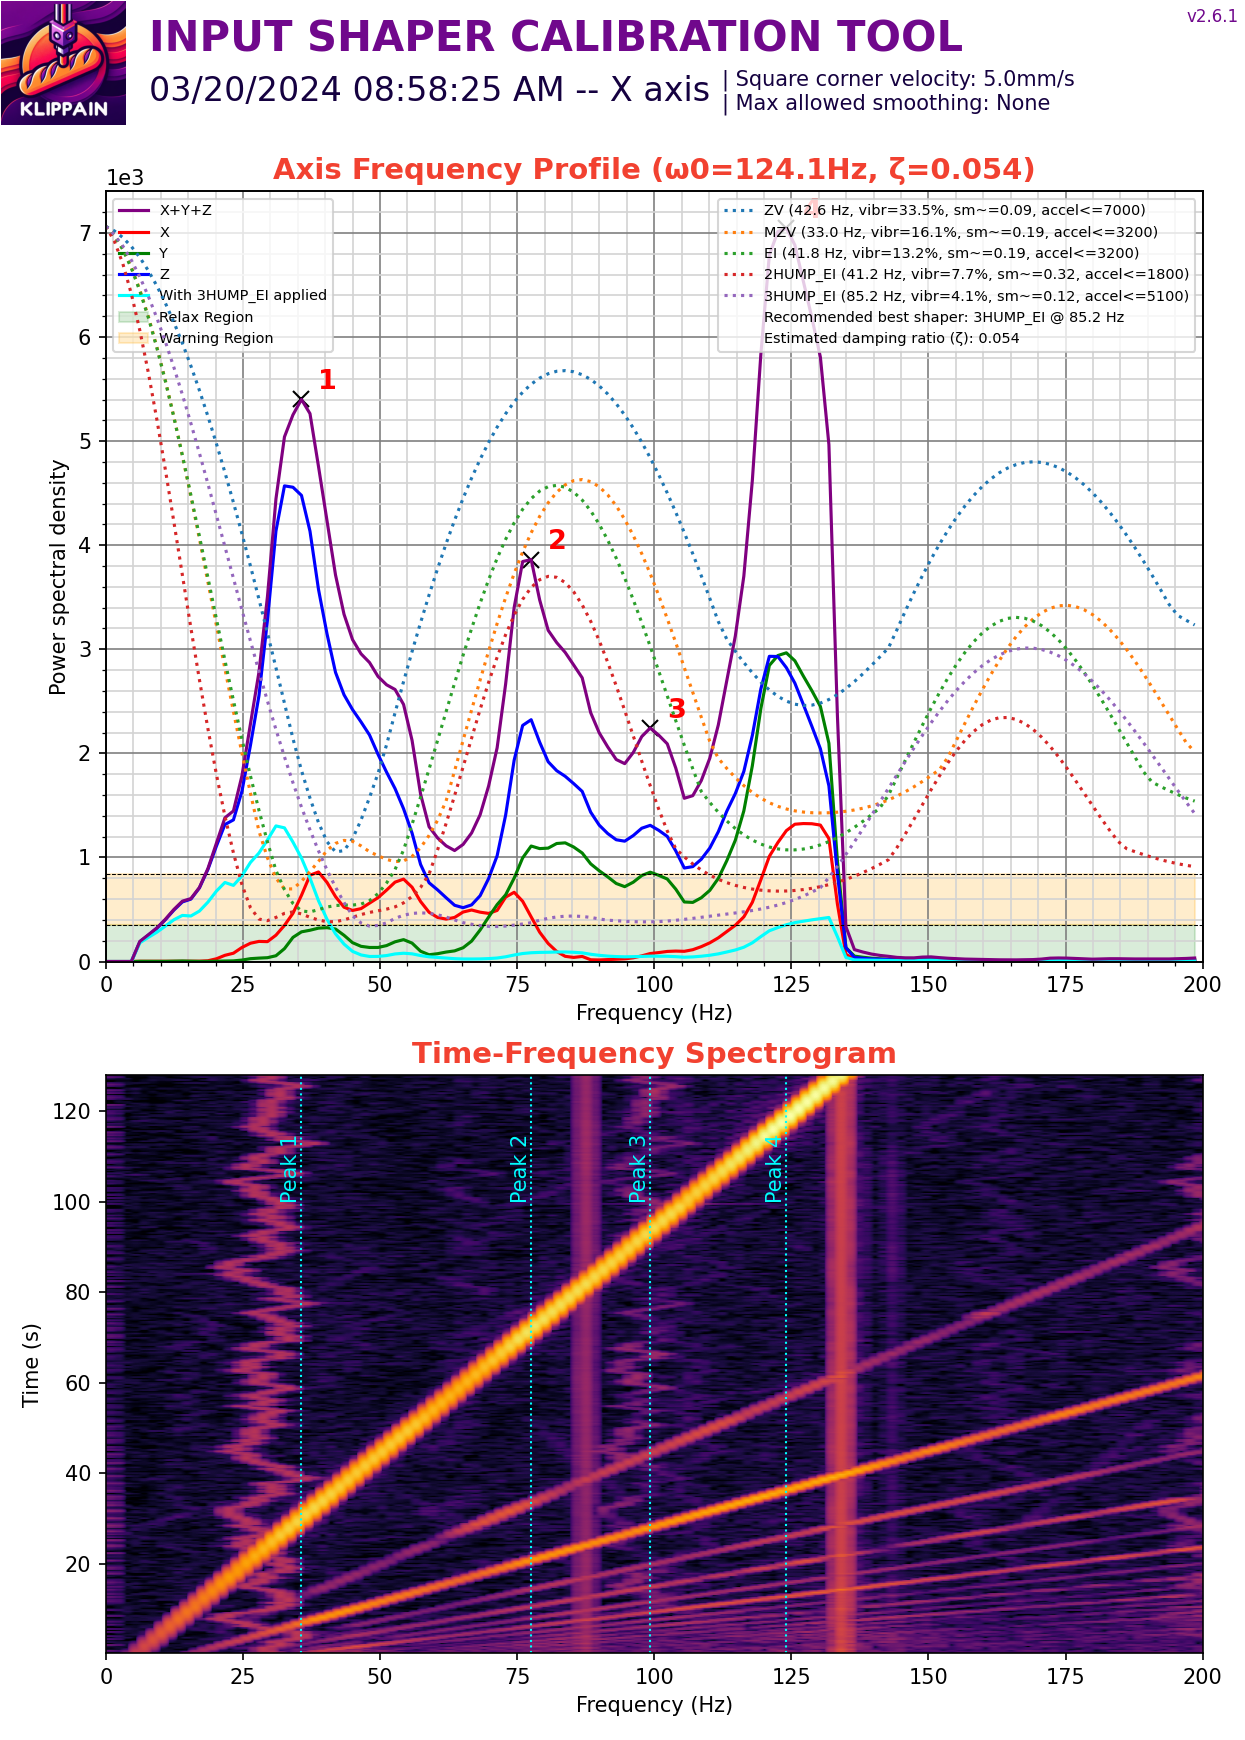 KLIPPAIN
INPUT SHAPER CALIBRATION TOOL
v2.6.1
03/20/2024 08:58:25 AM -- X axis
| Square corner velocity: 5.0mm/s
| Max allowed smoothing: None
Axis Frequency Profile (ω0=124.1Hz, ζ=0.054)
1e3
X+Y+Z
X
Y
Z
With 3HUMP_EI applied
Relax Region
Warning Region
ZV (42.6 Hz, vibr=33.5%, sm~=0.09, accel<=7000)
MZV (33.0 Hz, vibr=16.1%, sm~=0.19, accel<=3200)
EI (41.8 Hz, vibr=13.2%, sm~=0.19, accel<=3200)
2HUMP_EI (41.2 Hz, vibr=7.7%, sm~=0.32, accel<=1800)
3HUMP_EI (85.2 Hz, vibr=4.1%, sm~=0.12, accel<=5100)
Recommended best shaper: 3HUMP_EI @ 85.2 Hz
Estimated damping ratio (ζ): 0.054
4
1
2
3
Power spectral density
7
6
5
4
3
2
1
0
0 25 50 75 100 125 150 175 200
Frequency (Hz)
Time-Frequency Spectrogram
Time (s)
120
100
80
60
40
20
Peak 1
Peak 2
Peak 3
Peak 4
0 25 50 75 100 125 150 175 200
Frequency (Hz)